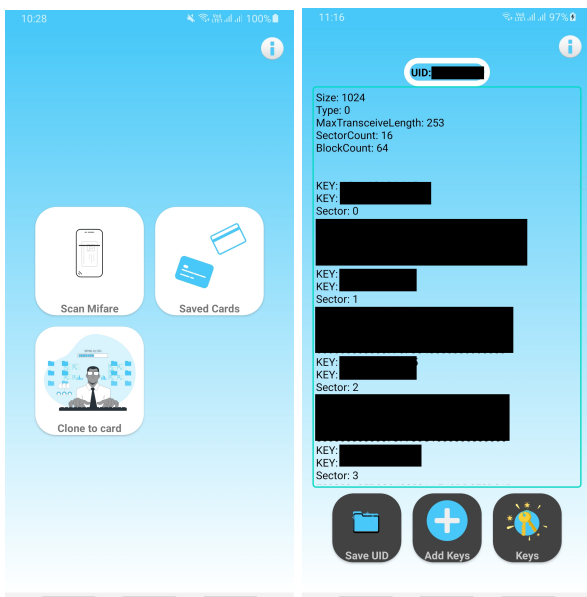 10:28
100%
Scan Mifare
Saved Cards
Clone to card
11:16
97%
UID:
Size: 1024
Type: 0
MaxTransceiveLength: 253
SectorCount: 16
BlockCount: 64
KEY:
KEY:
Sector: 0
KEY:
KEY:
Sector: 1
KEY:
KEY:
Sector: 2
KEY:
KEY:
Sector: 3
Save UID
Add Keys
Keys